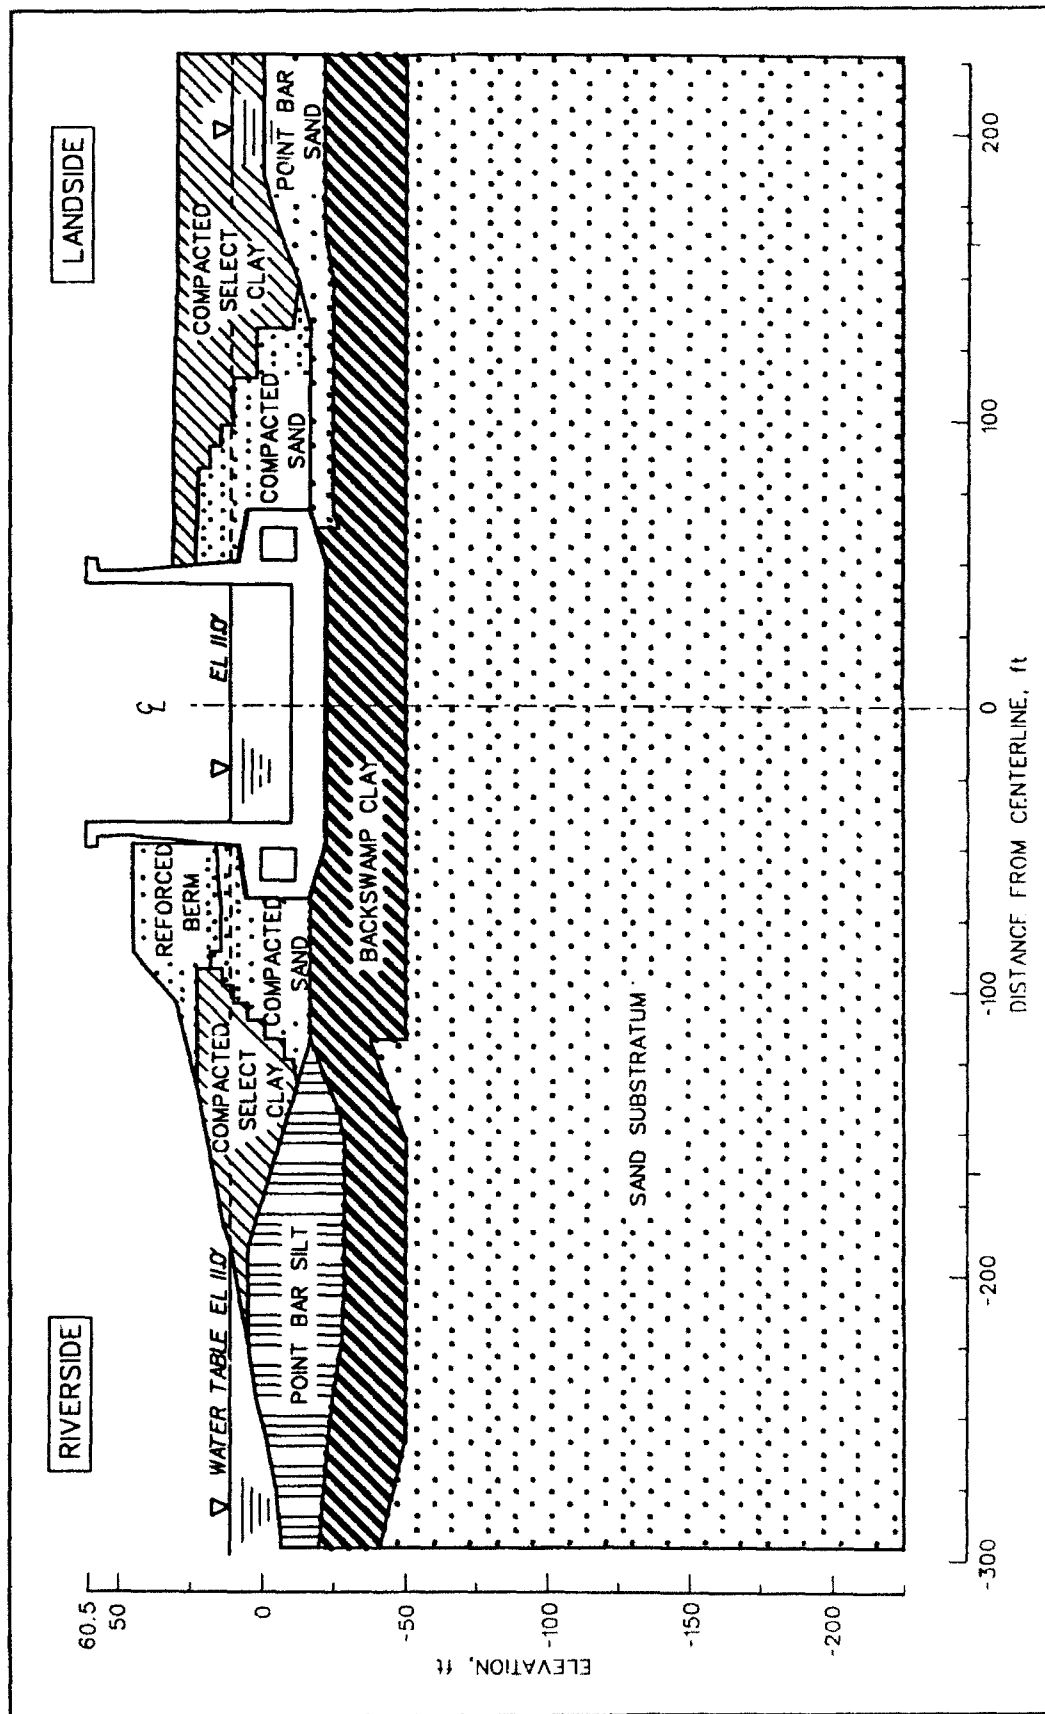 RIVERSIDE
LANDSIDE
℄
REFORCED
BERM
WATER TABLE EL 11.0'
EL 11.0'
COMPACTED
SELECT
CLAY
COMPACTED
SAND
COMPACTED
SAND
COMPACTED
SELECT
CLAY
POINT BAR
SAND
POINT BAR SILT
BACKSWAMP CLAY
SAND SUBSTRATUM
60.5
50
0
-50
-100
-150
-200
ELEVATION, ft
-300
-200
-100
0
100
200
DISTANCE FROM CENTERLINE, ft